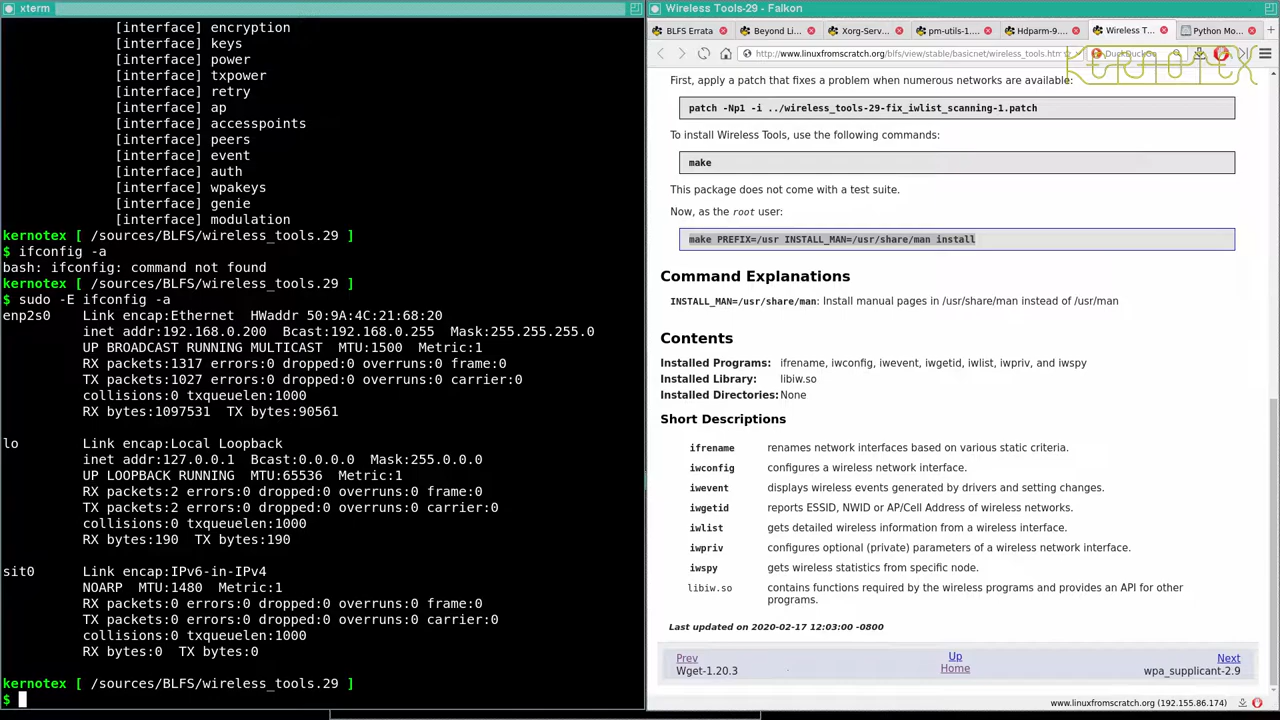 xterm
[interface] encryption
[interface] keys
[interface] power
[interface] txpower
[interface] retry
[interface] ap
[interface] accesspoints
[interface] peers
[interface] event
[interface] auth
[interface] wpakeys
[interface] genie
[interface] modulation
kernotex [ /sources/BLFS/wireless_tools.29 ]
$ ifconfig -a
bash: ifconfig: command not found
kernotex [ /sources/BLFS/wireless_tools.29 ]
$ sudo -E ifconfig -a
enp2s0 Link encap:Ethernet HWaddr 50:9A:4C:21:68:20
inet addr:192.168.0.200 Bcast:192.168.0.255 Mask:255.255.255.0
UP BROADCAST RUNNING MULTICAST MTU:1500 Metric:1
RX packets:1317 errors:0 dropped:0 overruns:0 frame:0
TX packets:1027 errors:0 dropped:0 overruns:0 carrier:0
collisions:0 txqueuelen:1000
RX bytes:1097531 TX bytes:90561
lo Link encap:Local Loopback
inet addr:127.0.0.1 Bcast:0.0.0.0 Mask:255.0.0.0
UP LOOPBACK RUNNING MTU:65536 Metric:1
RX packets:2 errors:0 dropped:0 overruns:0 frame:0
TX packets:2 errors:0 dropped:0 overruns:0 carrier:0
collisions:0 txqueuelen:1000
RX bytes:190 TX bytes:190
sit0 Link encap:IPv6-in-IPv4
NOARP MTU:1480 Metric:1
RX packets:0 errors:0 dropped:0 overruns:0 frame:0
TX packets:0 errors:0 dropped:0 overruns:0 carrier:0
collisions:0 txqueuelen:1000
RX bytes:0 TX bytes:0
kernotex [ /sources/BLFS/wireless_tools.29 ]
$
Wireless Tools-29 - Falkon
BLFS Errata
Beyond Li...
Xorg-Serv...
pm-utils-1....
Hdparm-9....
Wireless T...
Python Mo...
http://www.linuxfromscratch.org/blfs/view/stable/basicnet/wireless_tools.htm
DuckDuckGo
KERNOTEX
First, apply a patch that fixes a problem when numerous networks are available:
patch -Np1 -i ../wireless_tools-29-fix_iwlist_scanning-1.patch
To install Wireless Tools, use the following commands:
make
This package does not come with a test suite.
Now, as the root user:
make PREFIX=/usr INSTALL_MAN=/usr/share/man install
Command Explanations
INSTALL_MAN=/usr/share/man: Install manual pages in /usr/share/man instead of /usr/man
Contents
Installed Programs: ifrename, iwconfig, iwevent, iwgetid, iwlist, iwpriv, and iwspy
Installed Library: libiw.so
Installed Directories: None
Short Descriptions
ifrename renames network interfaces based on various static criteria.
iwconfig configures a wireless network interface.
iwevent displays wireless events generated by drivers and setting changes.
iwgetid reports ESSID, NWID or AP/Cell Address of wireless networks.
iwlist gets detailed wireless information from a wireless interface.
iwpriv configures optional (private) parameters of a wireless network interface.
iwspy gets wireless statistics from specific node.
libiw.so contains functions required by the wireless programs and provides an API for other
programs.
Last updated on 2020-02-17 12:03:00 -0800
Prev Up Next
Wget-1.20.3 Home wpa_supplicant-2.9
www.linuxfromscratch.org (192.155.86.174)